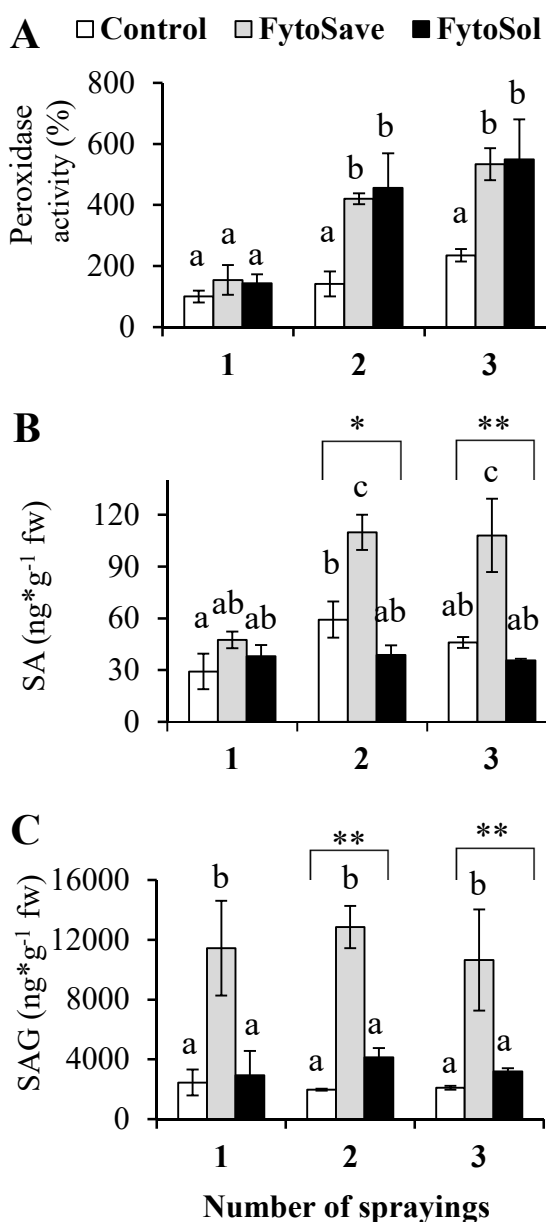 A Control FytoSave FytoSol
Peroxidase
activity (%)
800
600
400
200
0
a a a
a b b
a b b
1 2 3
B
* **
SA (ng*g⁻¹ fw)
120
90
60
30
0
a ab ab
b c ab
ab c ab
1 2 3
C
** **
SAG (ng*g⁻¹ fw)
16000
12000
8000
4000
0
a b a
a b a
a b a
1 2 3
Number of sprayings